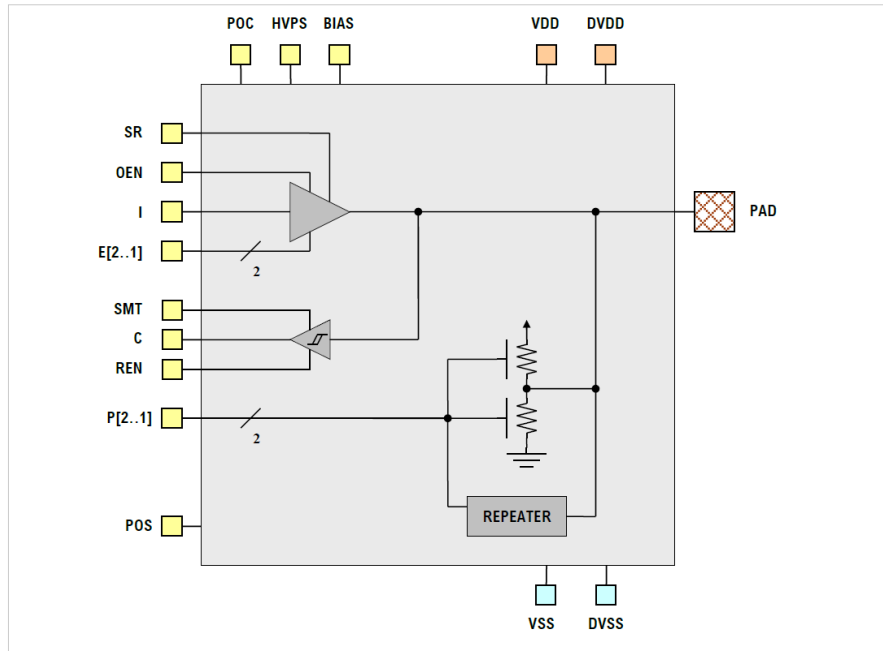 POC HVPS BIAS VDD DVDD
SR
OEN
I
PAD
E[2..1]
2
SMT
C
REN
P[2..1]
2
POS
REPEATER
VSS DVSS